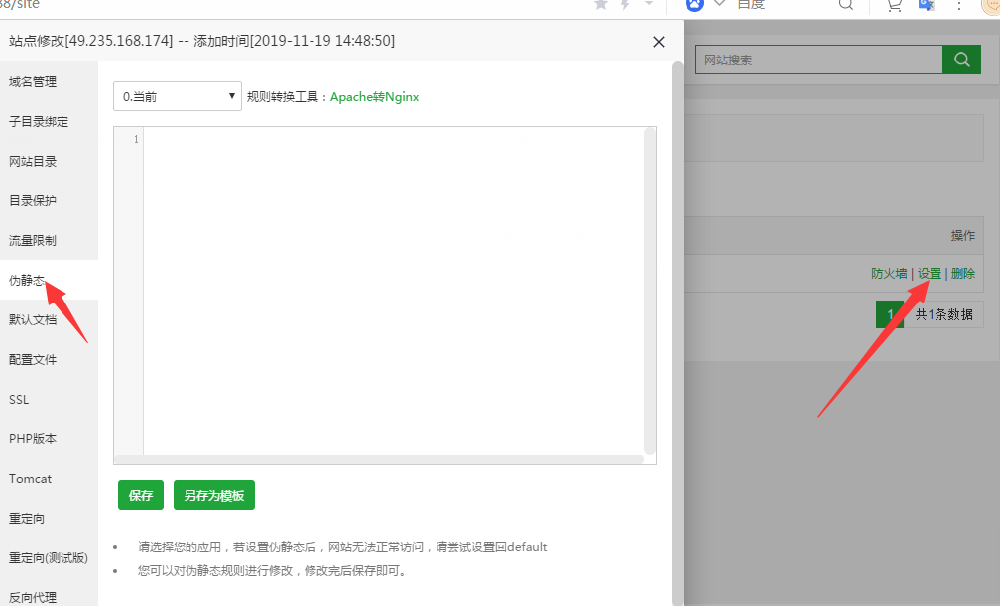 38/site
百度
站点修改[49.235.168.174] -- 添加时间[2019-11-19 14:48:50]
网站搜索
域名管理
子目录绑定
网站目录
目录保护
流量限制
伪静态
默认文档
配置文件
SSL
PHP版本
Tomcat
重定向
重定向(测试版)
反向代理
0.当前
规则转换工具：Apache转Nginx
1
保存
另存为模板
请选择您的应用，若设置伪静态后，网站无法正常访问，请尝试设置回default
您可以对伪静态规则进行修改，修改完后保存即可。
操作
防火墙 | 设置 | 删除
1
共1条数据